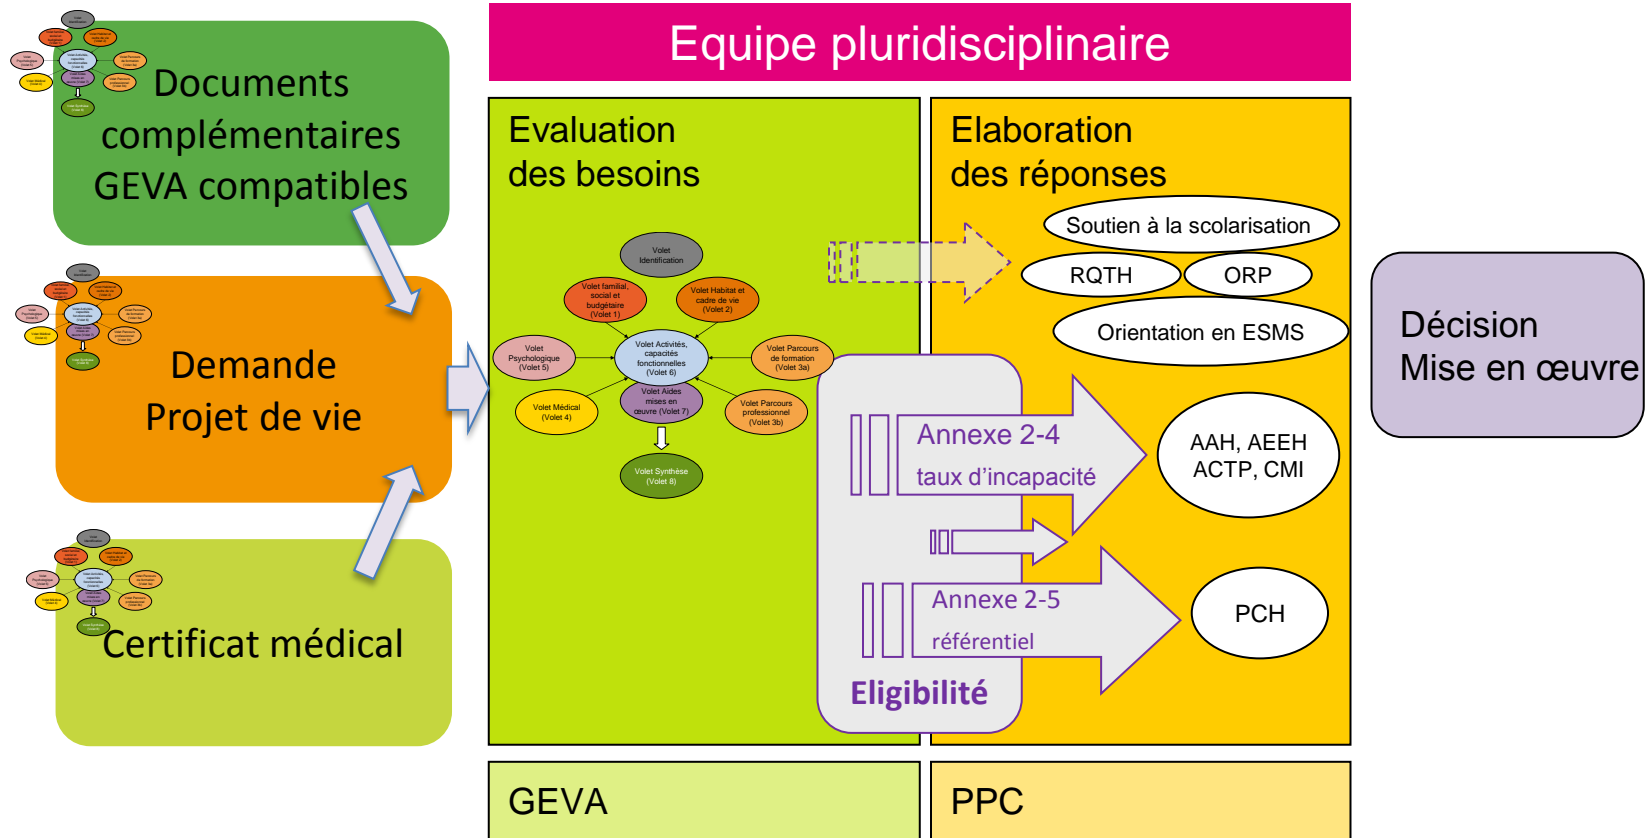 Equipe pluridisciplinaire
Documents
complémentaires
GEVA compatibles
Demande
Projet de vie
Certificat médical
Evaluation
des besoins
Volet
Identification
Volet familial,
social et
budgétaire
(Volet 1)
Volet Habitat et
cadre de vie
(Volet 2)
Volet
Psychologique
(Volet 5)
Volet Activités,
capacités
fonctionnelles
(Volet 6)
Volet Parcours
de formation
(Volet 3a)
Volet Médical
(Volet 4)
Volet Aides
mises en
œuvre (Volet 7)
Volet Parcours
professionnel
(Volet 3b)
Volet Synthèse
(Volet 8)
Elaboration
des réponses
Soutien à la scolarisation
RQTH
ORP
Orientation en ESMS
Annexe 2-4
taux d'incapacité
AAH, AEEH
ACTP, CMI
Annexe 2-5
référentiel
PCH
Eligibilité
Décision
Mise en œuvre
GEVA
PPC